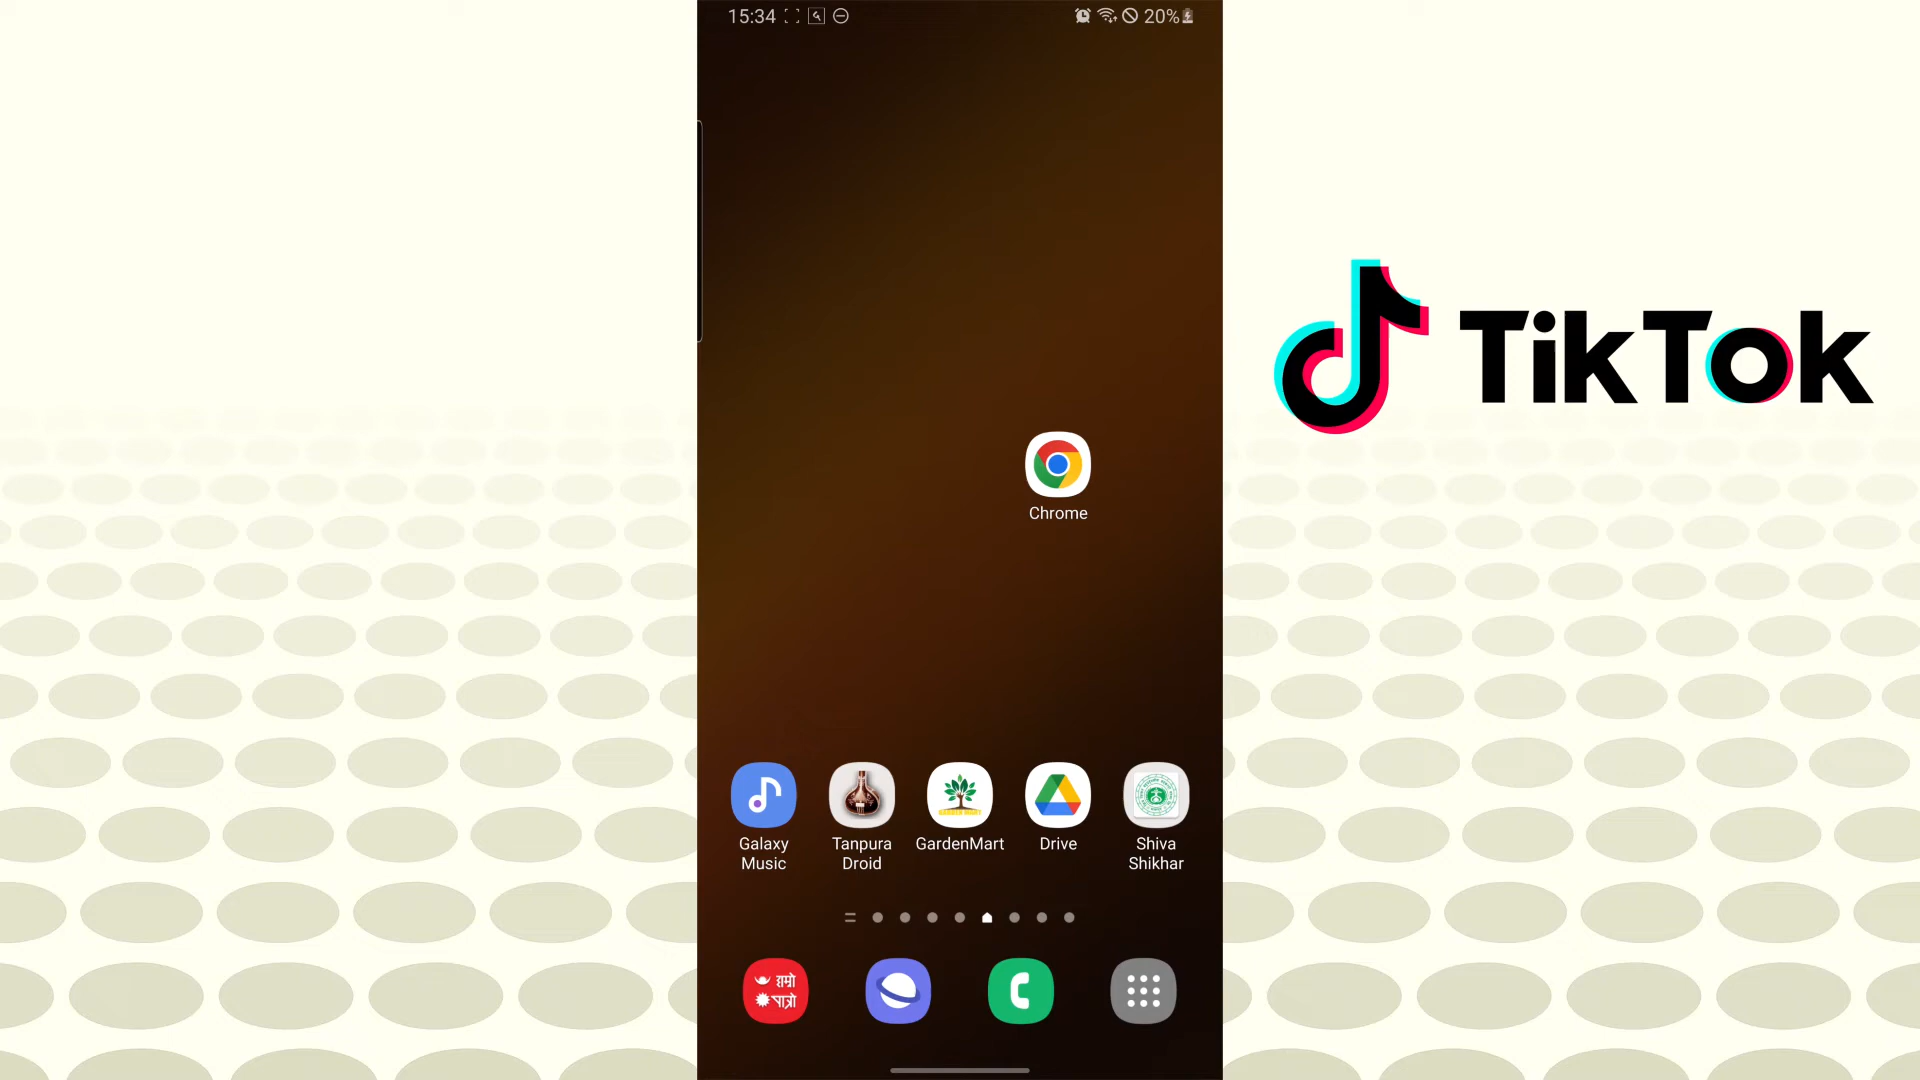 15:34
20%
TikTok
Chrome
Galaxy Music
Tanpura Droid
GardenMart
Drive
Shiva Shikhar
हाम्रो
पात्रो